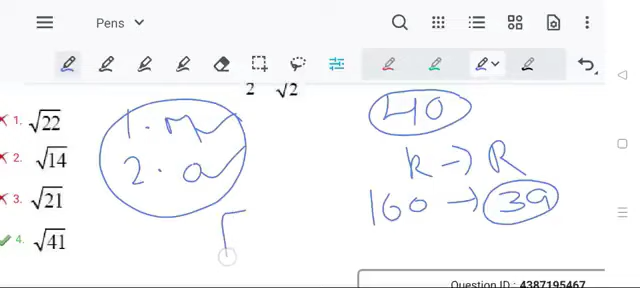 Pens
2 √2
✗ 1. √22
✗ 2. √14
✗ 3. √21
✓ 4. √41
1.
2. a
40
k → R
160 → 39
Question ID : 4387195467